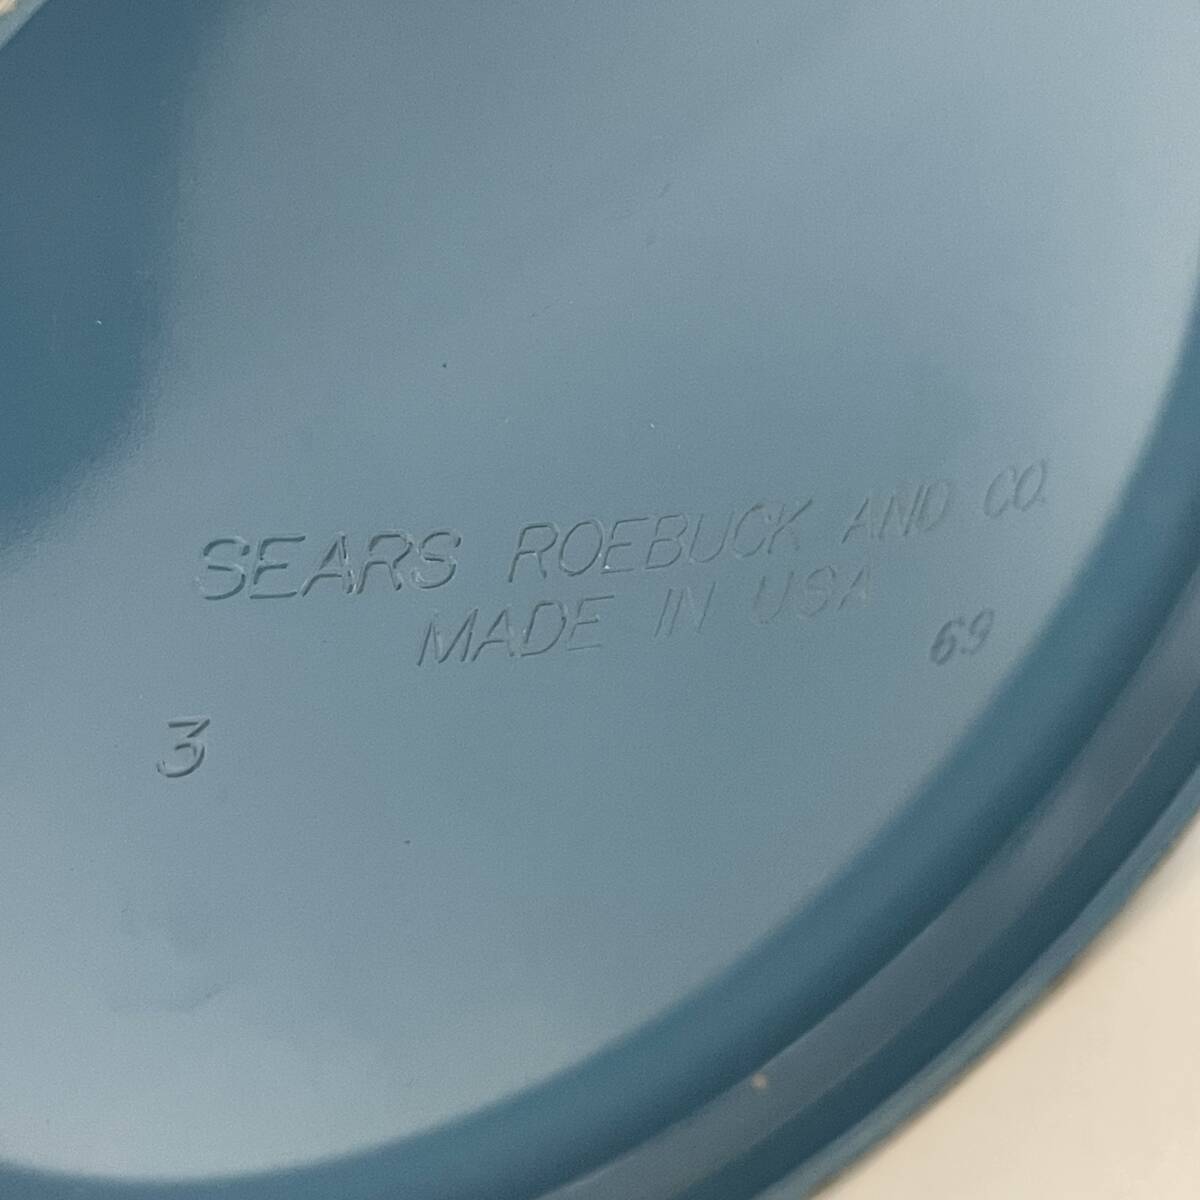 SEARS ROEBUCK AND CO.
MADE IN USA
69
3